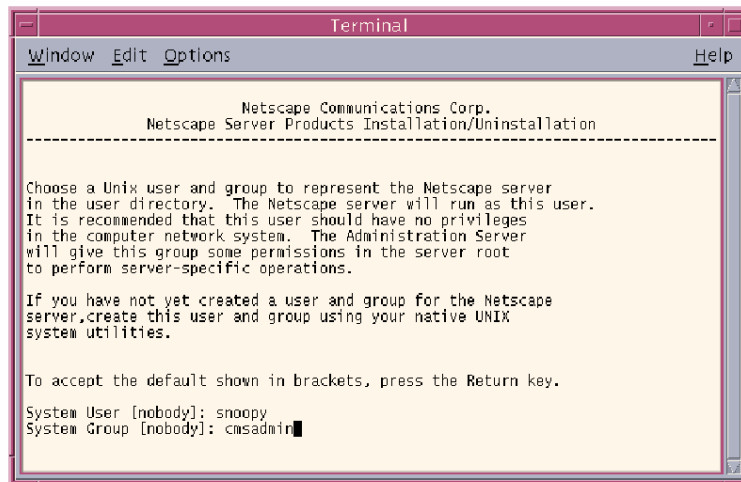 Terminal
Window Edit Options Help
Netscape Communications Corp.
Netscape Server Products Installation/Uninstallation
--------------------------------------------------------------------------------
Choose a Unix user and group to represent the Netscape server
in the user directory. The Netscape server will run as this user.
It is recommended that this user should have no privileges
in the computer network system. The Administration Server
will give this group some permissions in the server root
to perform server-specific operations.
If you have not yet created a user and group for the Netscape
server,create this user and group using your native UNIX
system utilities.
To accept the default shown in brackets, press the Return key.
System User [nobody]: snoopy
System Group [nobody]: cmsadmin